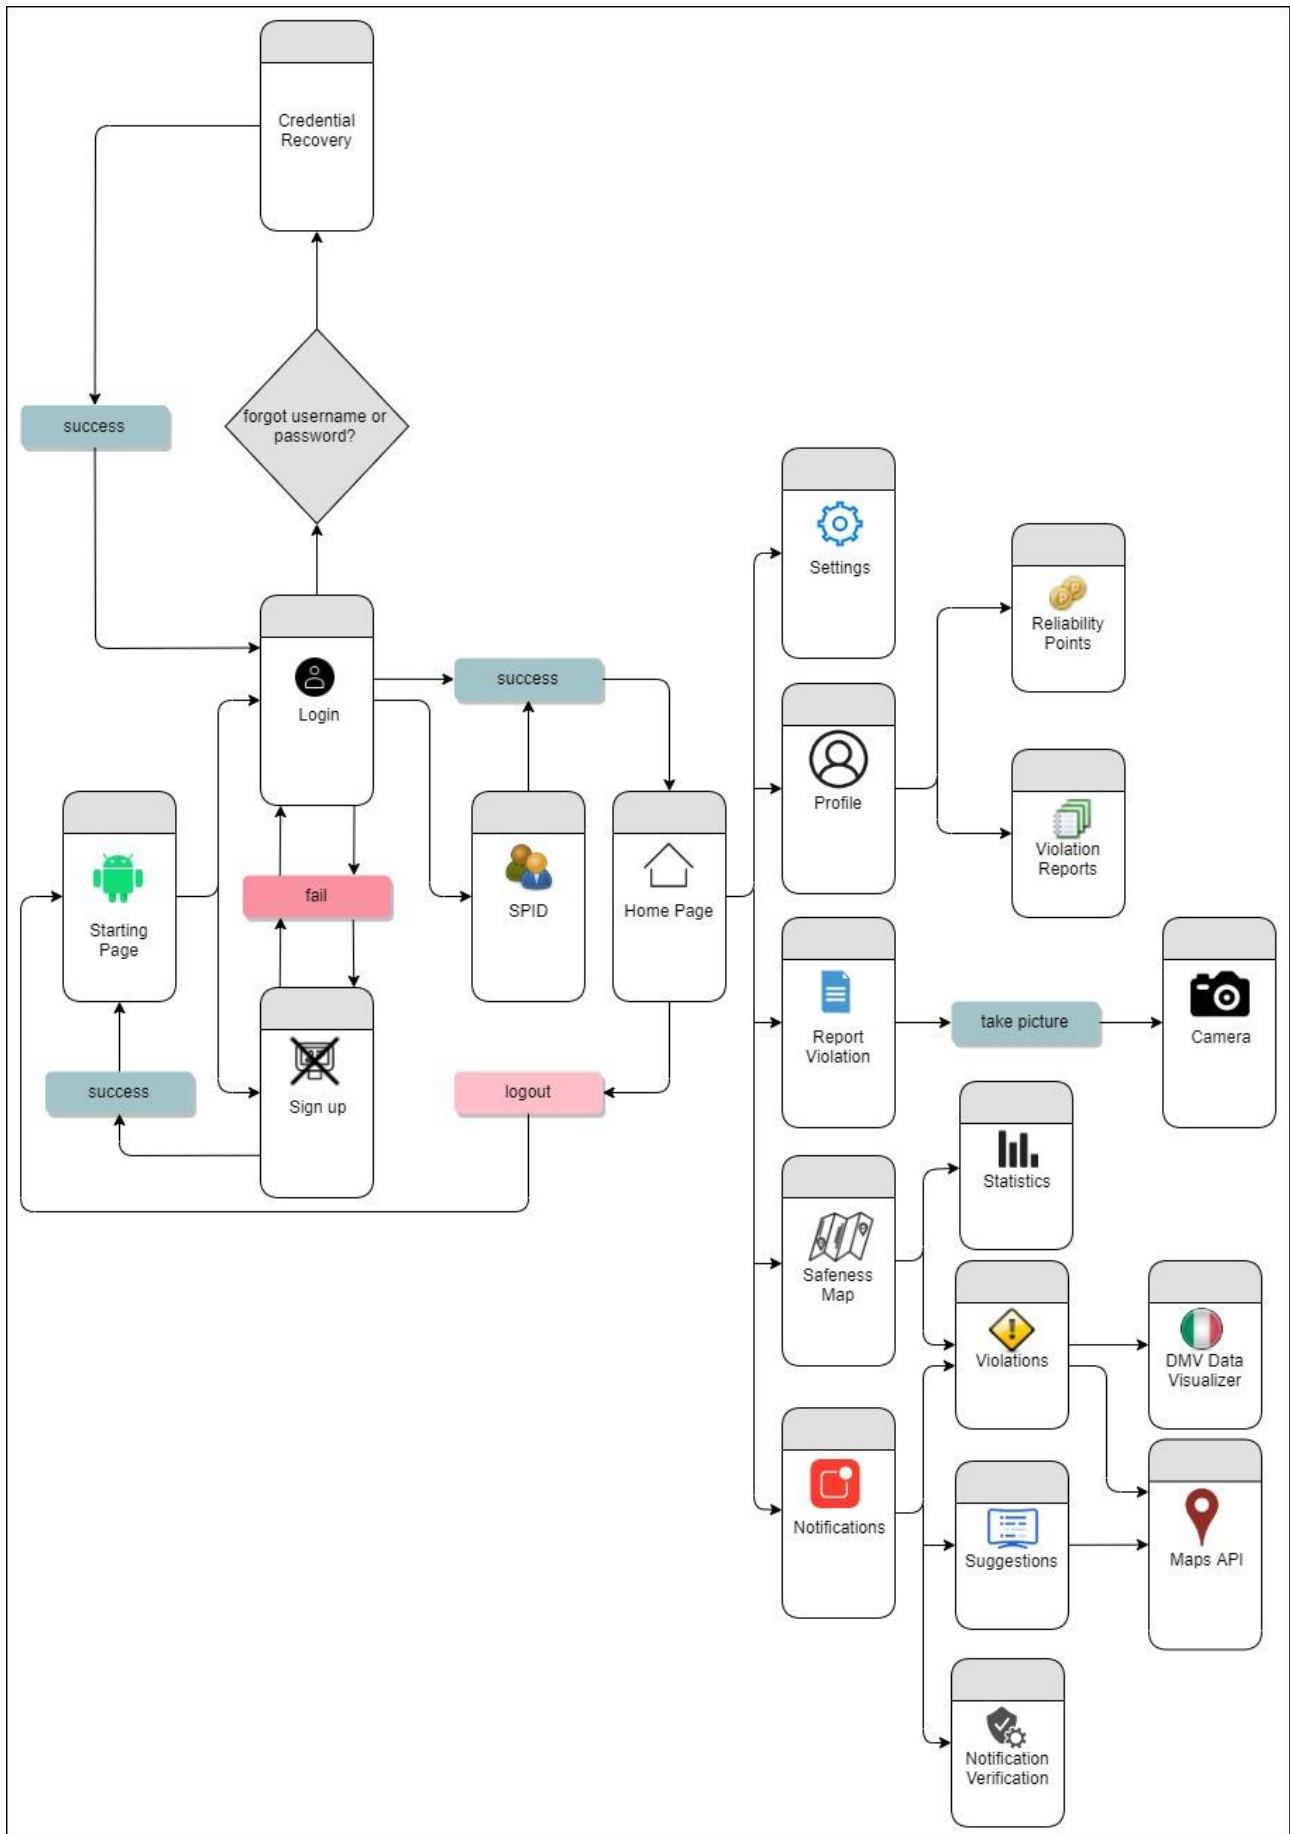 Credential
Recovery
success
forgot username or
password?
Settings
Reliability
Points
Login
success
Profile
Violation
Reports
Starting
Page
fail
SPID
Home Page
Report
Violation
take picture
Camera
success
Sign up
logout
Statistics
Safeness
Map
Violations
DMV Data
Visualizer
Notifications
Suggestions
Maps API
Notification
Verification